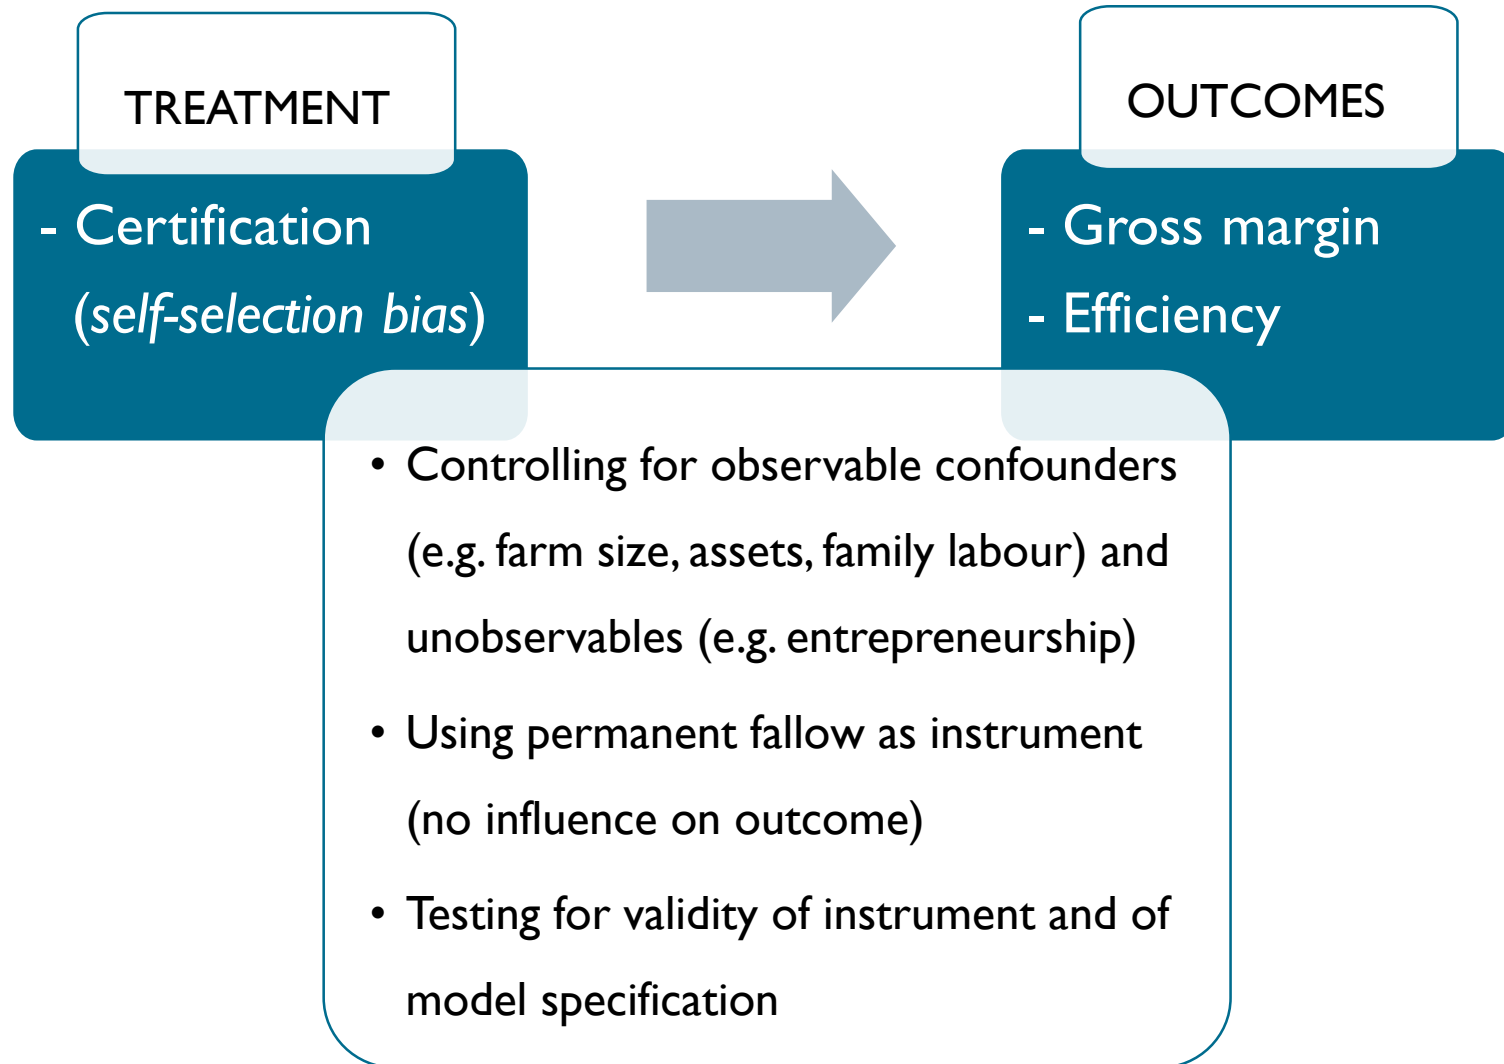 TREATMENT
- Certification
(self-selection bias)
OUTCOMES
- Gross margin
- Efficiency
• Controlling for observable confounders
(e.g. farm size, assets, family labour) and
unobservables (e.g. entrepreneurship)
• Using permanent fallow as instrument
(no influence on outcome)
• Testing for validity of instrument and of
model specification